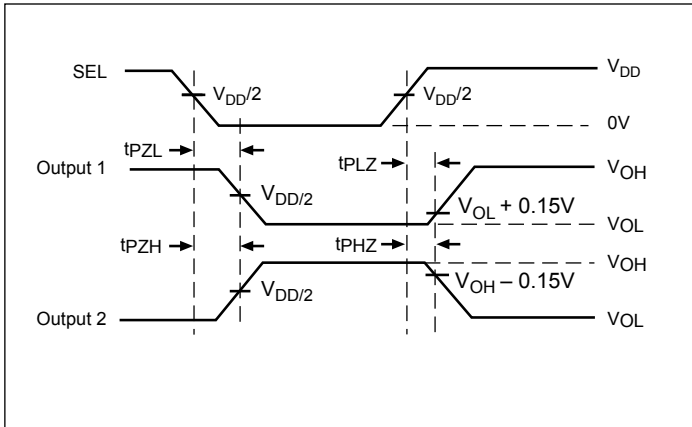 SEL
VDD/2
VDD/2
VDD
0V
tPZL
tPLZ
Output 1
VDD/2
VOH
VOL + 0.15V
VOL
tPZH
tPHZ
VOH
VDD/2
VOH – 0.15V
Output 2
VOL